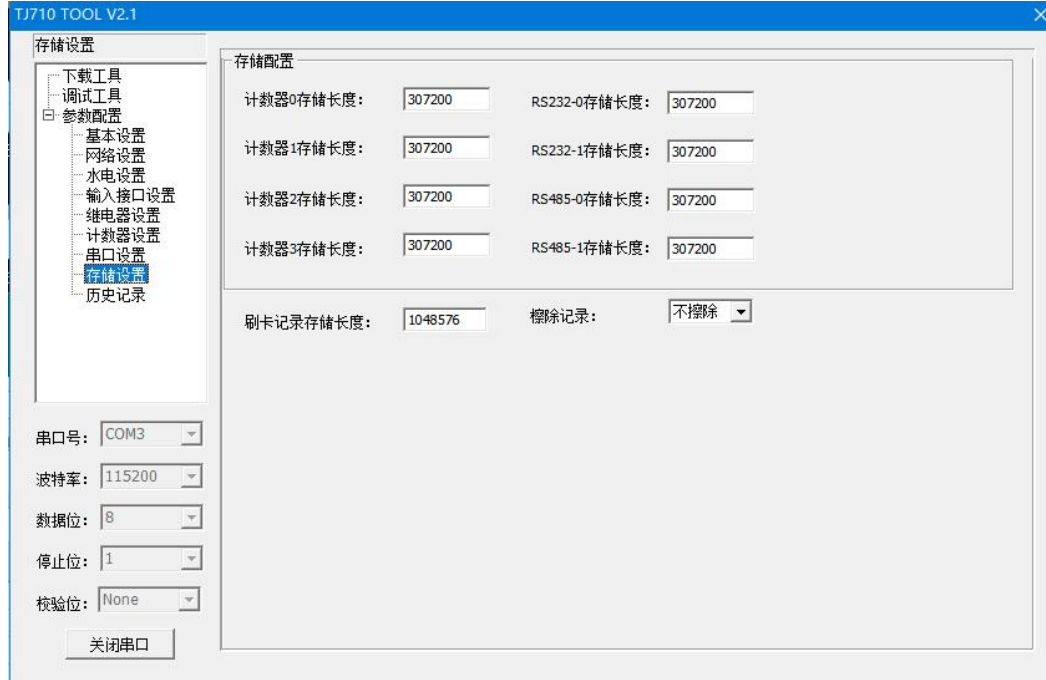 TJ710 TOOL V2.1
存储设置
下载工具
调试工具
参数配置
基本设置
网络设置
水电设置
输入接口设置
继电器设置
计数器设置
串口设置
存储设置
历史记录
串口号： COM3
波特率： 115200
数据位： 8
停止位： 1
校验位： None
关闭串口
存储配置
计数器0存储长度： 307200 RS232-0存储长度： 307200
计数器1存储长度： 307200 RS232-1存储长度： 307200
计数器2存储长度： 307200 RS485-0存储长度： 307200
计数器3存储长度： 307200 RS485-1存储长度： 307200
刷卡记录存储长度： 1048576 檫除记录： 不擦除